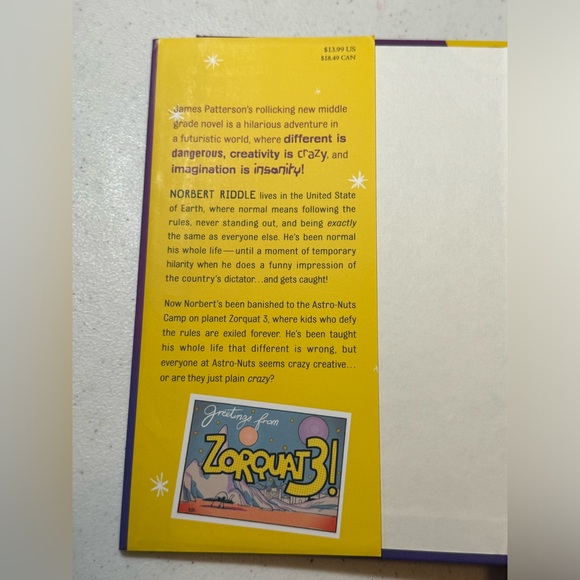 $13.99 US
$18.49 CAN
James Patterson's rollicking new middle
grade novel is a hilarious adventure in
a futuristic world, where different is
dangerous, creativity is crazy, and
imagination is insanity!
NORBERT RIDDLE lives in the United State
of Earth, where normal means following the
rules, never standing out, and being exactly
the same as everyone else. He's been normal
his whole life—until a moment of temporary
hilarity when he does a funny impression of
the country's dictator...and gets caught!
Now Norbert's been banished to the Astro-Nuts
Camp on planet Zorquat 3, where kids who defy
the rules are exiled forever. He's been taught
his whole life that different is wrong, but
everyone at Astro-Nuts seems crazy creative...
or are they just plain crazy?
Greetings from
ZORQUAT 3!